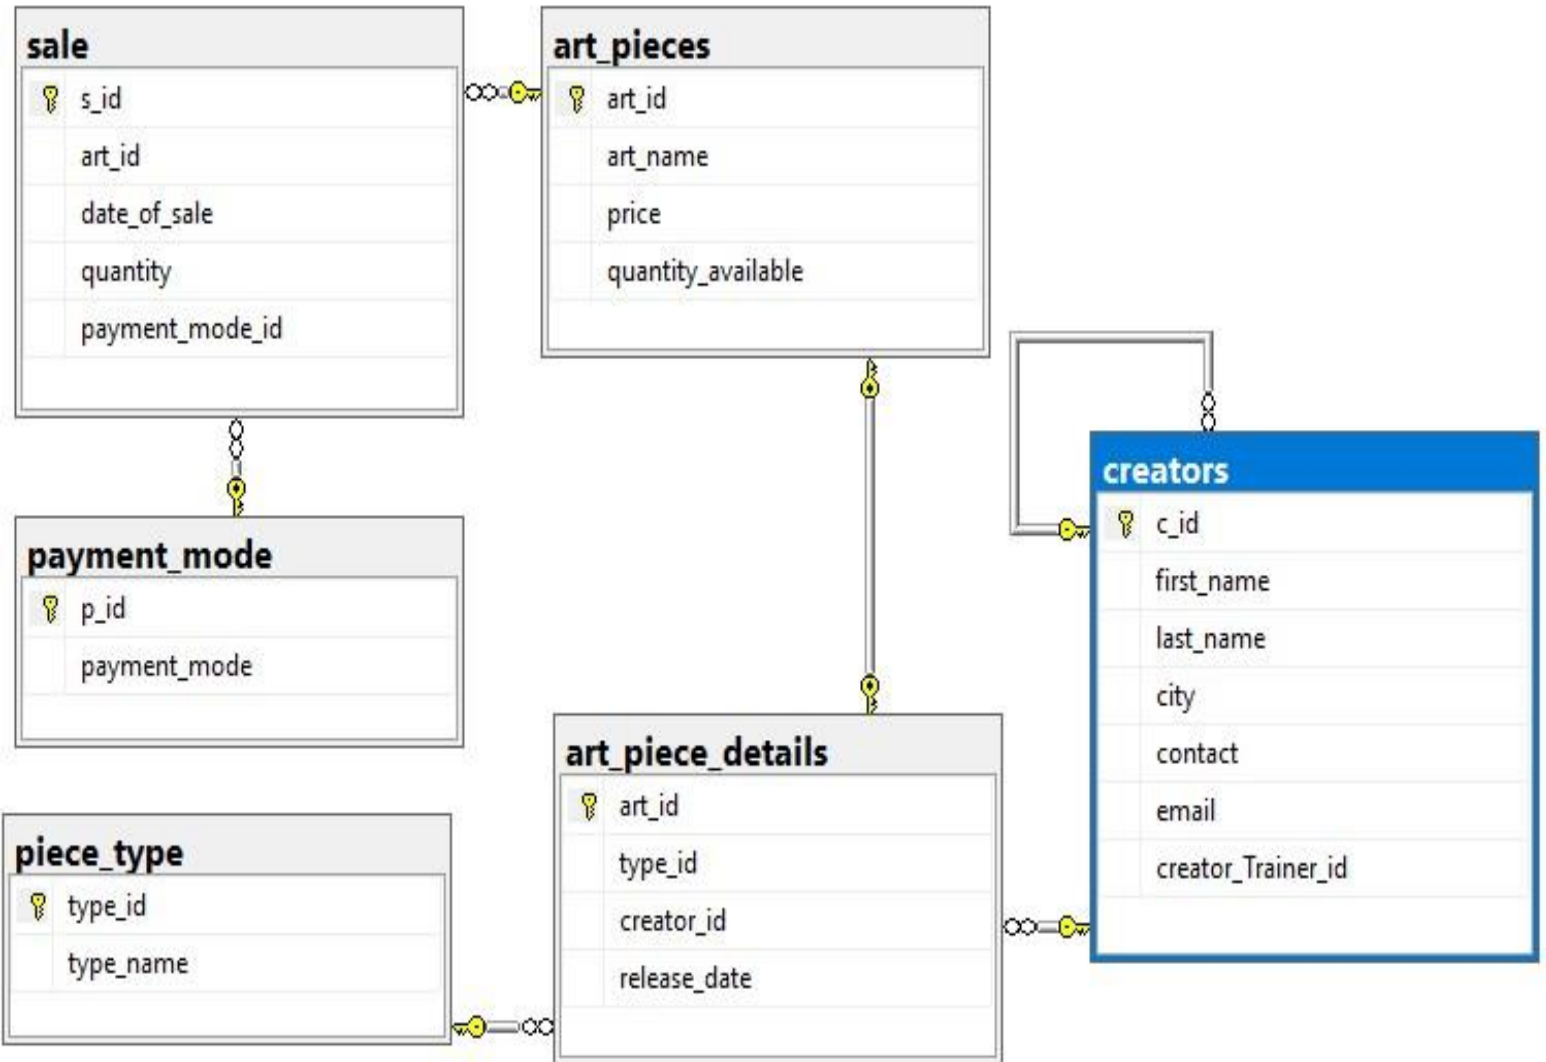 sale
s_id
art_id
date_of_sale
quantity
payment_mode_id
art_pieces
art_id
art_name
price
quantity_available
creators
c_id
first_name
last_name
city
contact
email
creator_Trainer_id
payment_mode
p_id
payment_mode
art_piece_details
art_id
type_id
creator_id
release_date
piece_type
type_id
type_name